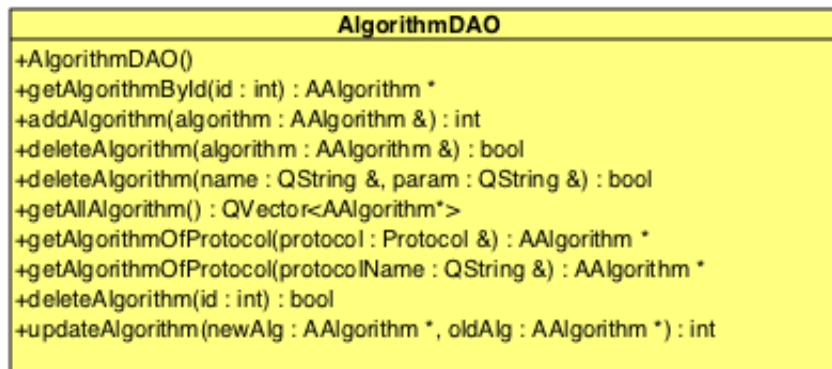 AlgorithmDAO
+AlgorithmDAO()
+getAlgorithmById(id : int) : AAlgorithm *
+addAlgorithm(algorithm : AAlgorithm &) : int
+deleteAlgorithm(algorithm : AAlgorithm &) : bool
+deleteAlgorithm(name : QString &, param : QString &) : bool
+getAllAlgorithm() : QVector<AAlgorithm*>
+getAlgorithmOfProtocol(protocol : Protocol &) : AAlgorithm *
+getAlgorithmOfProtocol(protocolName : QString &) : AAlgorithm *
+deleteAlgorithm(id : int) : bool
+updateAlgorithm(newAlg : AAlgorithm *, oldAlg : AAlgorithm *) : int